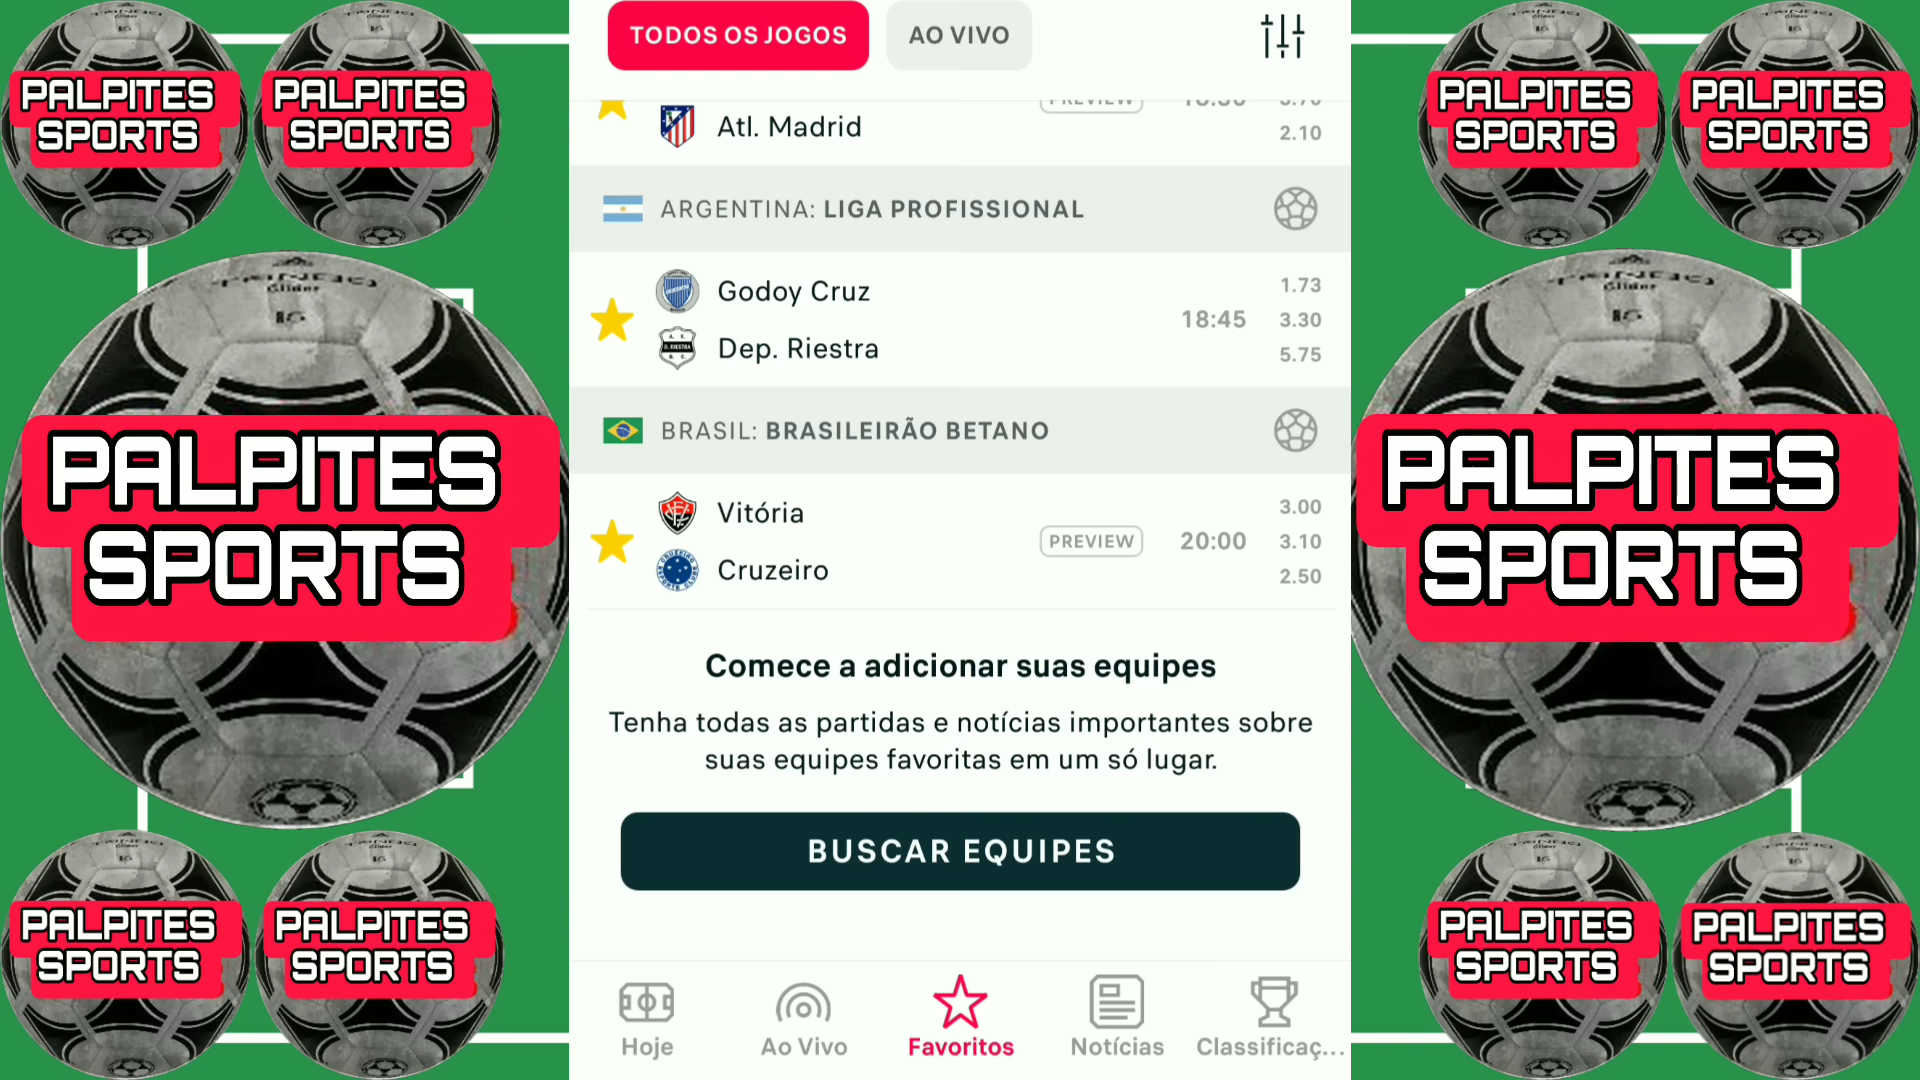 TODOS OS JOGOS
AO VIVO
PREVIEW
Atl. Madrid
2.10
ARGENTINA: LIGA PROFISSIONAL
Godoy Cruz
Dep. Riestra
18:45
1.73
3.30
5.75
BRASIL: BRASILEIRÃO BETANO
Vitória
Cruzeiro
PREVIEW
20:00
3.00
3.10
2.50
Comece a adicionar suas equipes
Tenha todas as partidas e notícias importantes sobre
suas equipes favoritas em um só lugar.
BUSCAR EQUIPES
Hoje
Ao Vivo
Favoritos
Notícias
Classificaç...
PALPITES
SPORTS
PALPITES
SPORTS
PALPITES
SPORTS
PALPITES
SPORTS
PALPITES
SPORTS
PALPITES
SPORTS
PALPITES
SPORTS
PALPITES
SPORTS
PALPITES
SPORTS
PALPITES
SPORTS